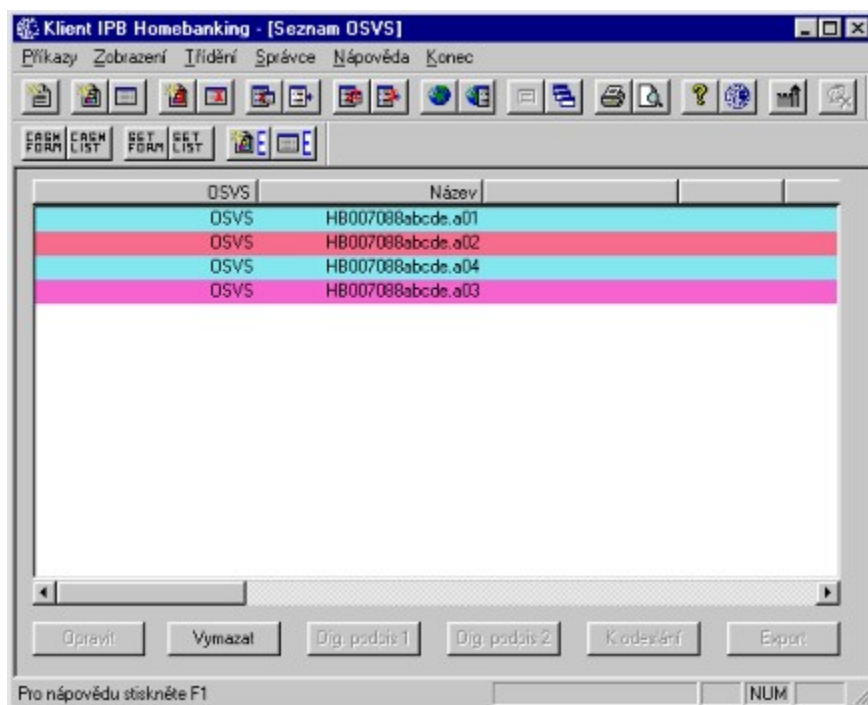 Klient IPB Homebanking - [Seznam OSVS]
Příkazy Zobrazení Třídění Správce Nápověda Konec
CASH FORM CASH LIST SET FORM SET LIST E E
OSVS Název
OSVS HB007088abcde.a01
OSVS HB007088abcde.a02
OSVS HB007088abcde.a04
OSVS HB007088abcde.a03
Opravit Vymazat Dig. podpis 1 Dig. podpis 2 K odeslání Export
Pro nápovědu stiskněte F1 NUM